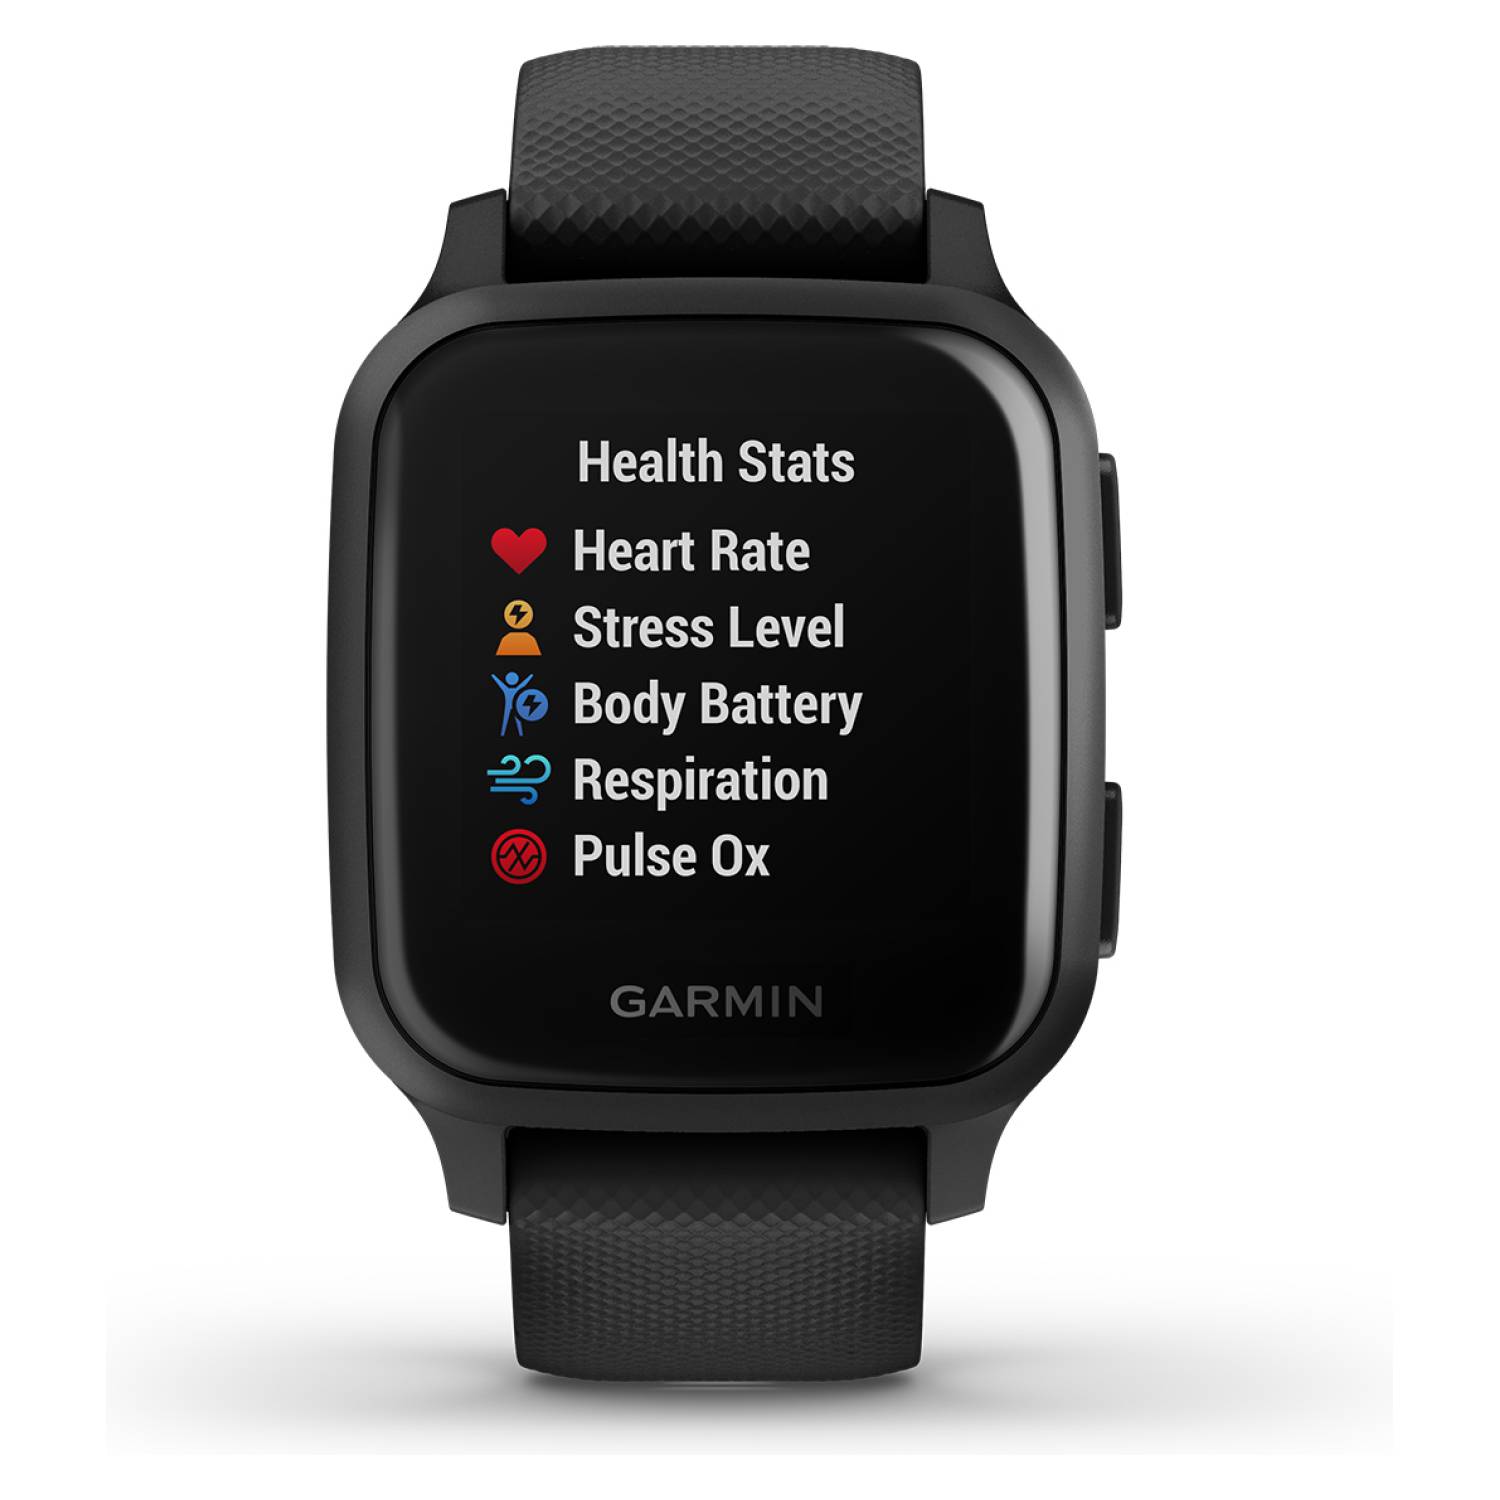 Health Stats
Heart Rate
Stress Level
Body Battery
Respiration
Pulse Ox
GARMIN